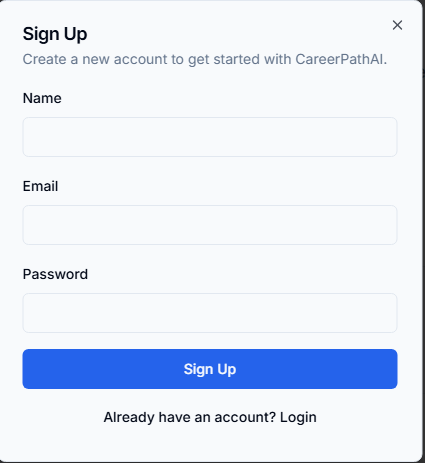 Sign Up
Create a new account to get started with CareerPathAI.
Name
Email
Password
Sign Up
Already have an account? Login